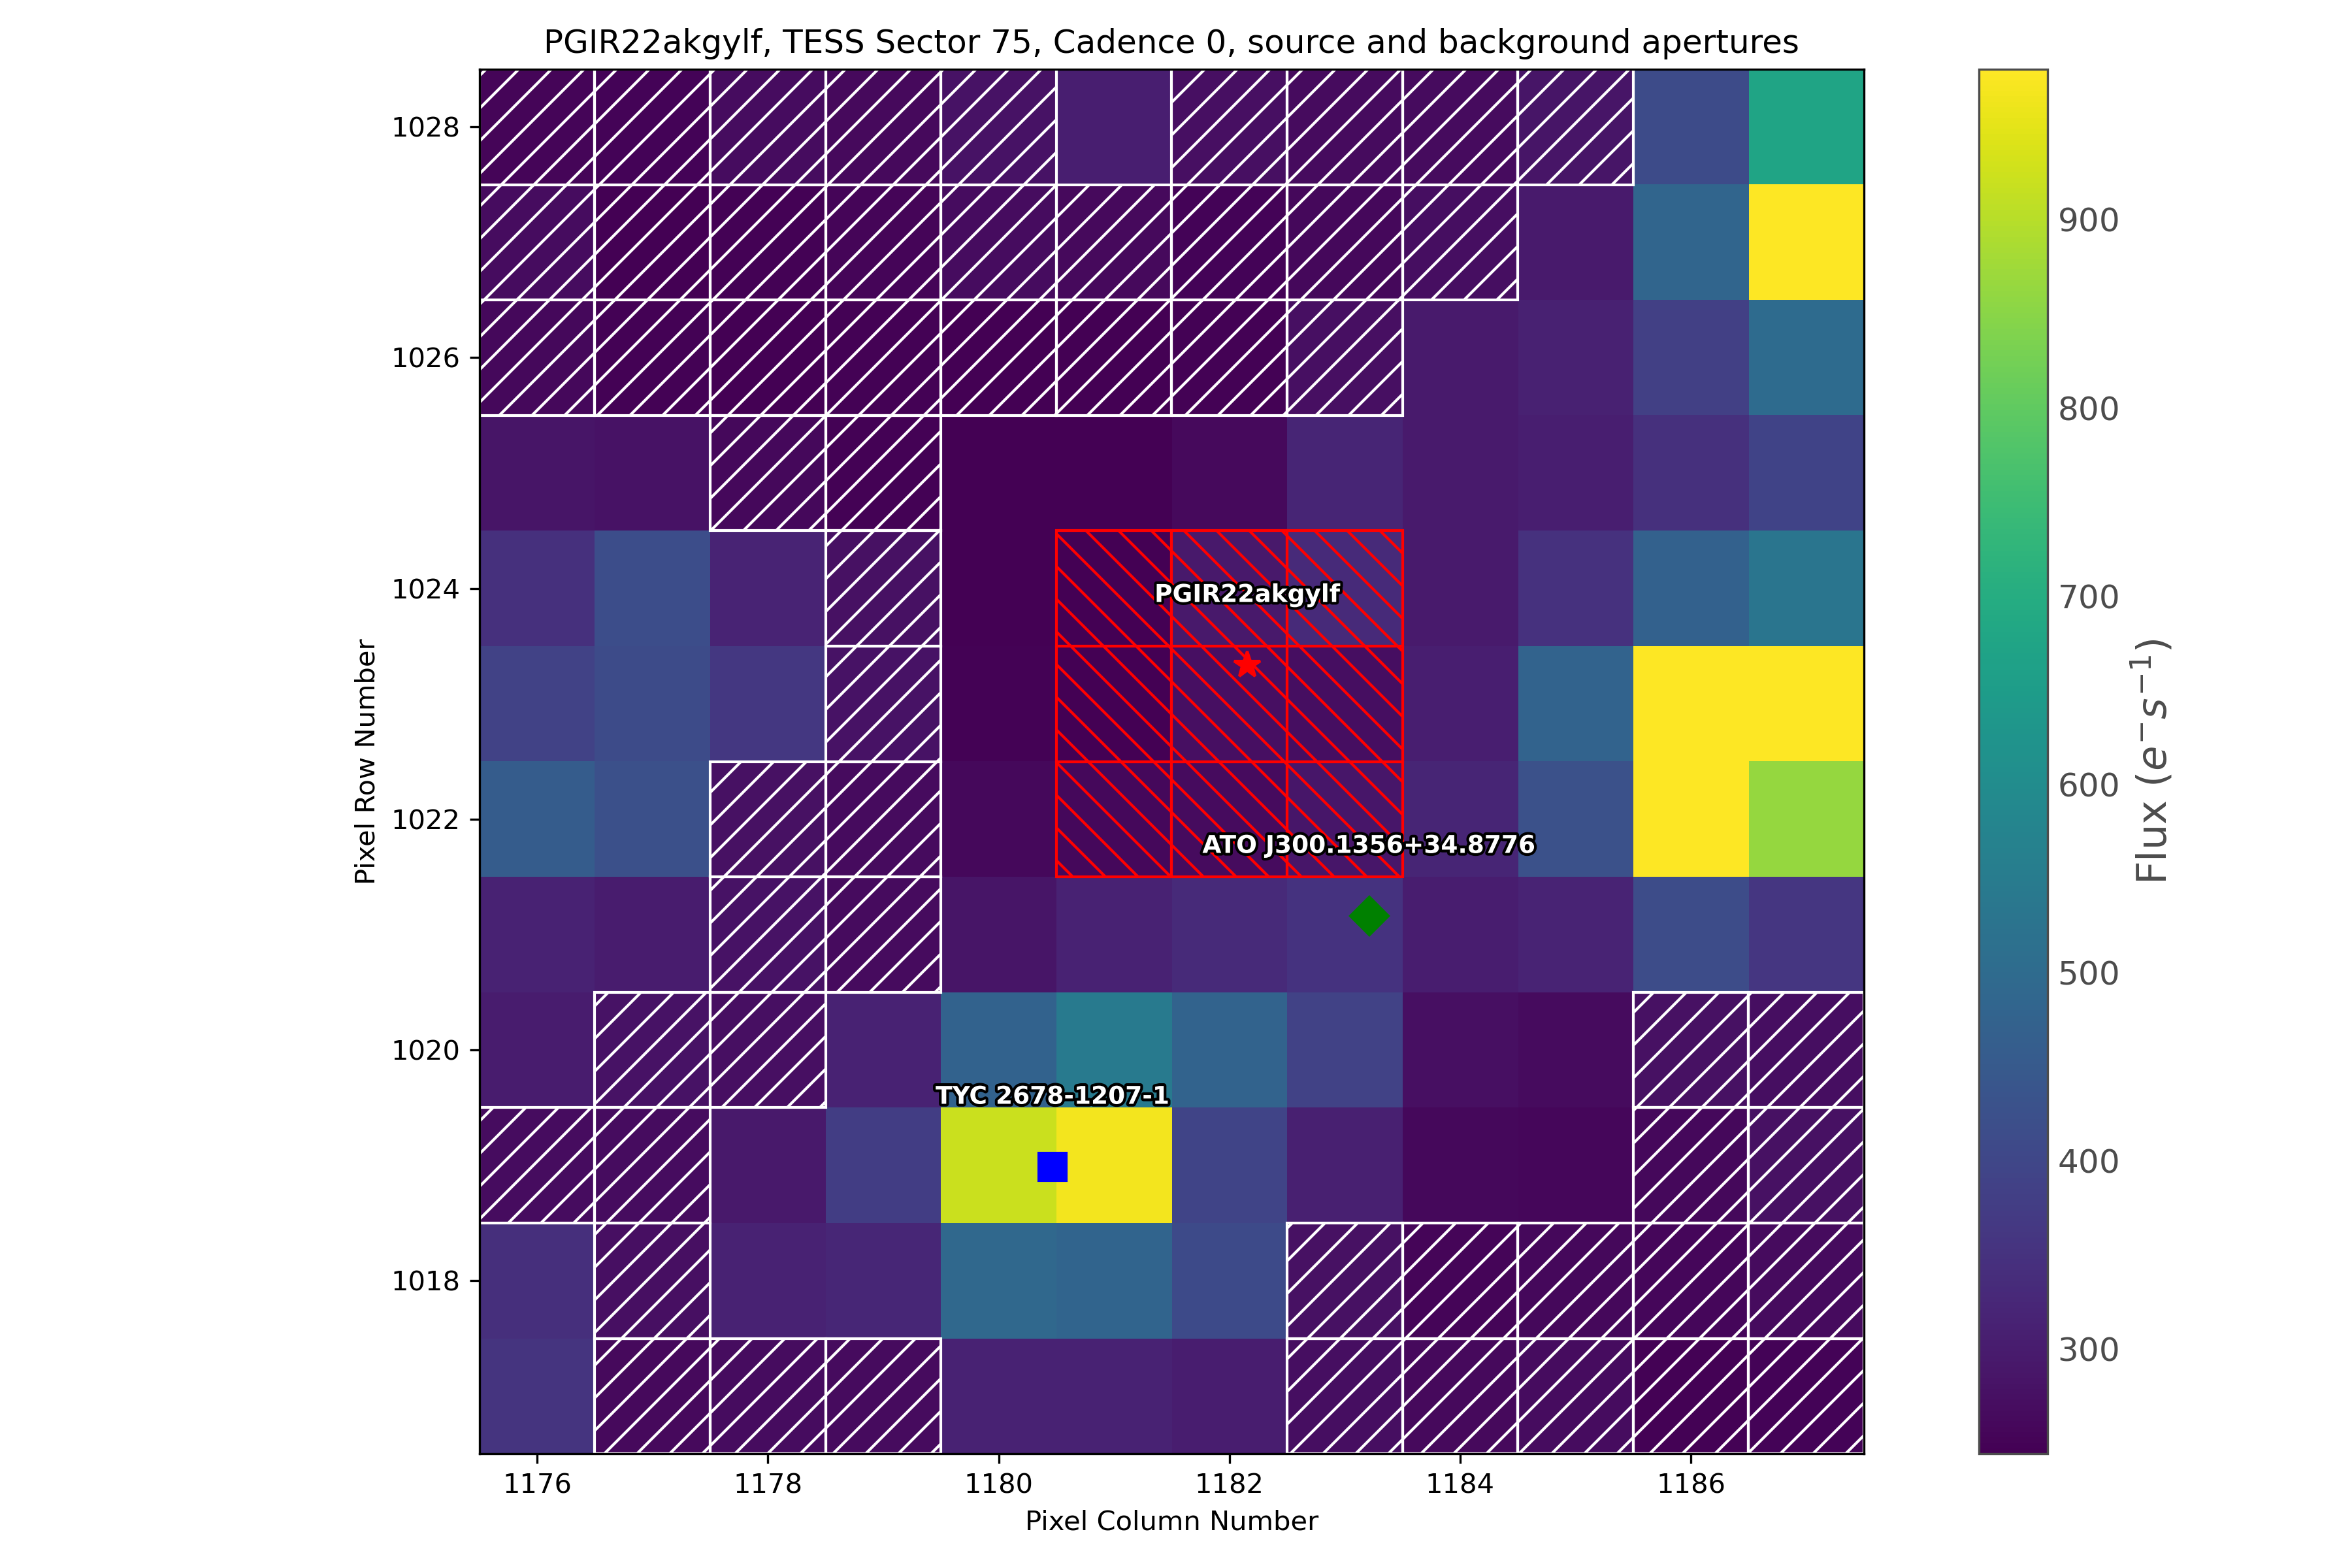 PGIR22akgylf, TESS Sector 75, Cadence 0, source and background apertures
1028
1026
1024
1022
1020
1018
Pixel Row Number
PGIR22akgylf
ATO J300.1356+34.8776
TYC 2678-1207-1
1176 1178 1180 1182 1184 1186
Pixel Column Number
900
800
700
600
500
400
300
Flux (e⁻s⁻¹)